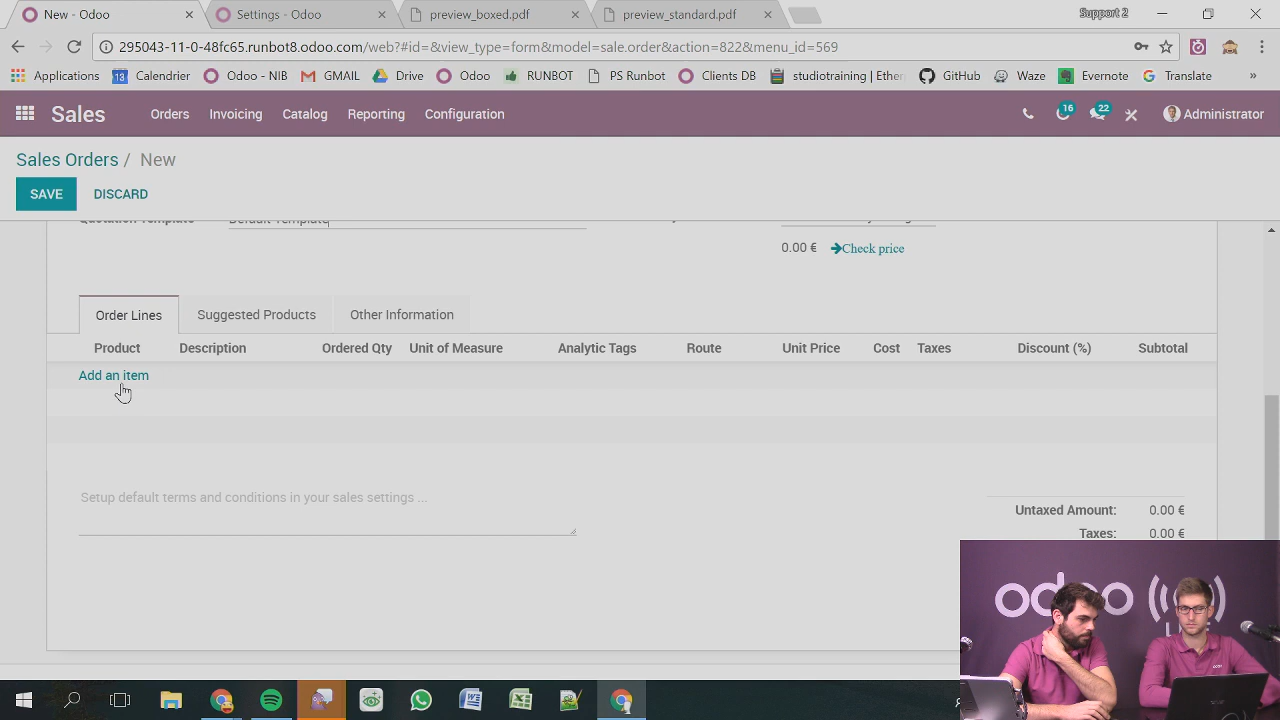 New - Odoo
Settings - Odoo
preview_boxed.pdf
preview_standard.pdf
Support 2
295043-11-0-48fc65.runbot8.odoo.com/web?#id=&view_type=form&model=sale.order&action=822&menu_id=569
Applications
Calendrier
Odoo - NIB
GMAIL
Drive
Odoo
RUNBOT
PS Runbot
Clients DB
GitHub
Waze
Evernote
Translate
»
Sales
Orders
Invoicing
Catalog
Reporting
Configuration
16
22
Administrator
Sales Orders / New
SAVE
DISCARD
Quotation Template
Default Template
0.00 €
Check price
Order Lines
Suggested Products
Other Information
Product
Description
Ordered Qty
Unit of Measure
Analytic Tags
Route
Unit Price
Cost
Taxes
Discount (%)
Subtotal
Add an item
Setup default terms and conditions in your sales settings ...
Untaxed Amount: 0.00 €
Taxes: 0.00 €
odoo